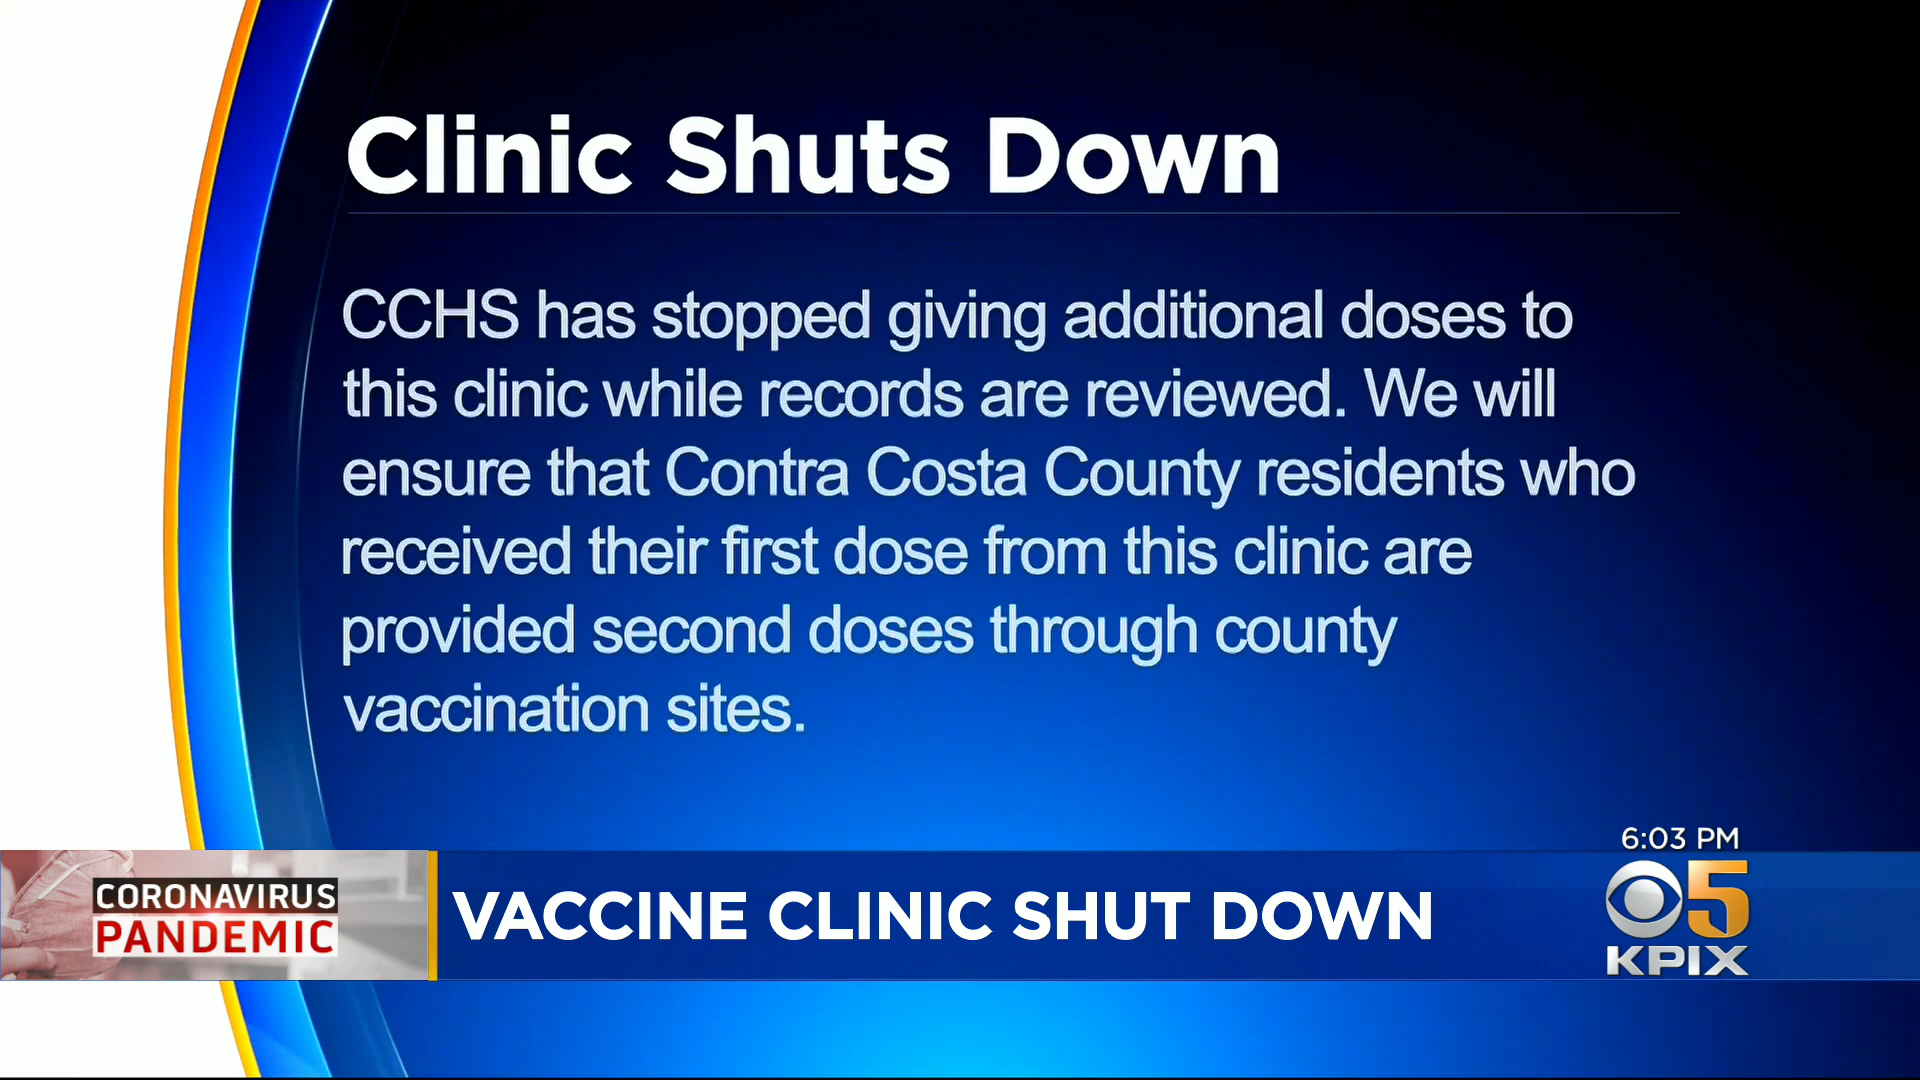 Clinic Shuts Down
CCHS has stopped giving additional doses to
this clinic while records are reviewed. We will
ensure that Contra Costa County residents who
received their first dose from this clinic are
provided second doses through county
vaccination sites.
6:03 PM
CORONAVIRUS
PANDEMIC
VACCINE CLINIC SHUT DOWN
5
KPIX